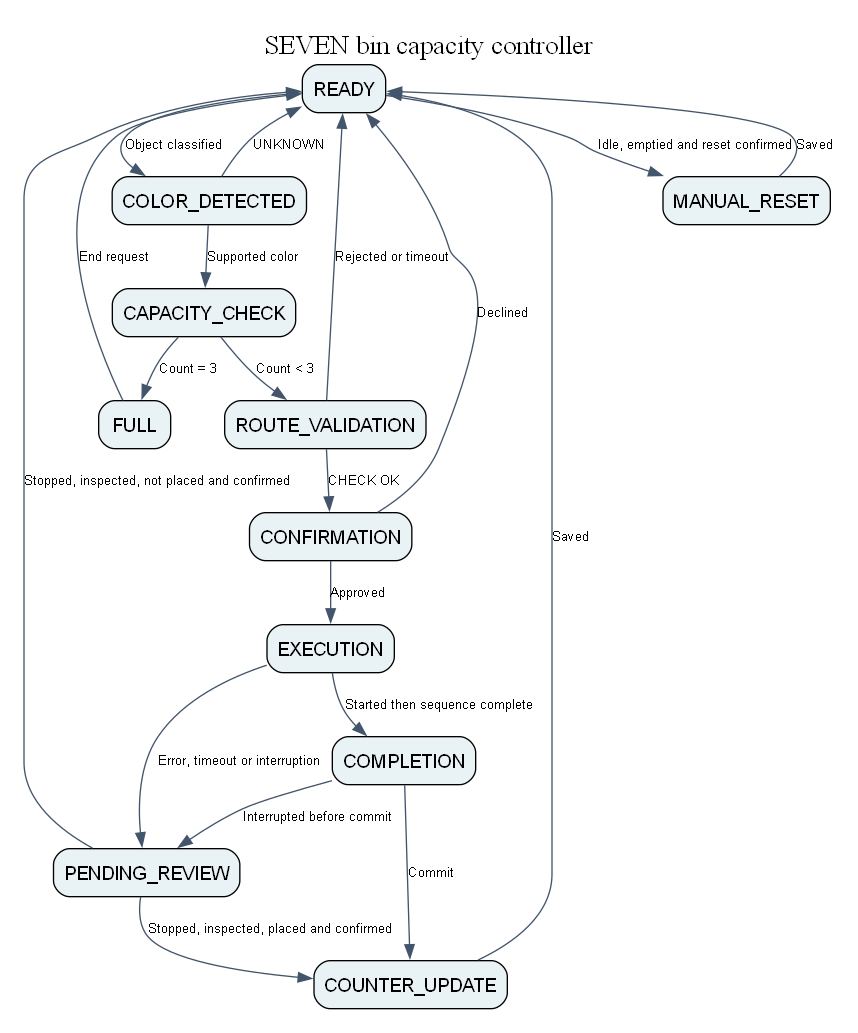 SEVEN bin capacity controller
READY
Object classified
UNKNOWN
Idle, emptied and reset confirmed
Saved
COLOR_DETECTED
MANUAL_RESET
End request
Supported color
Rejected or timeout
CAPACITY_CHECK
Declined
Count = 3
Count < 3
FULL
ROUTE_VALIDATION
Stopped, inspected, not placed and confirmed
CHECK OK
CONFIRMATION
Saved
Approved
EXECUTION
Started then sequence complete
COMPLETION
Error, timeout or interruption
Interrupted before commit
PENDING_REVIEW
Commit
Stopped, inspected, placed and confirmed
COUNTER_UPDATE